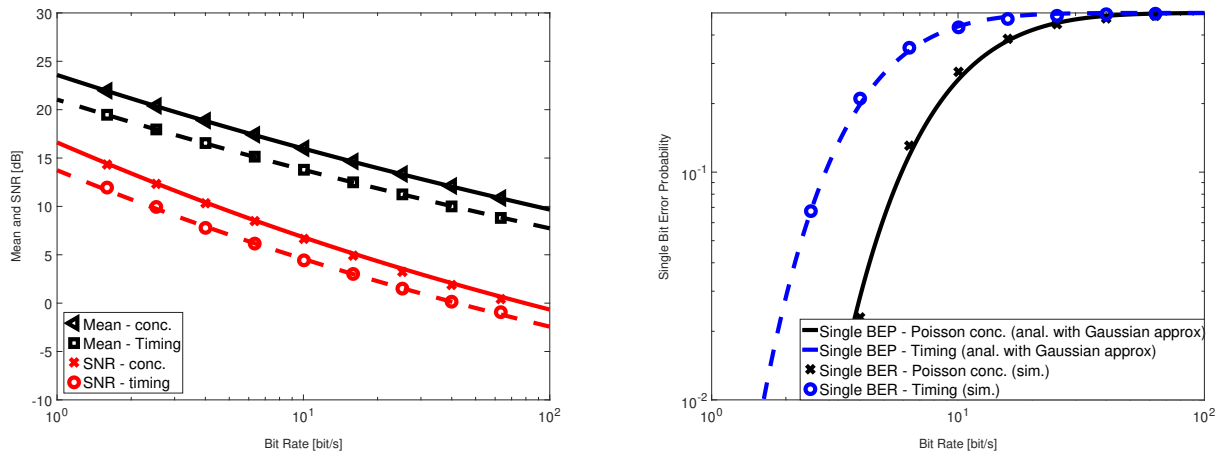 30
25
20
15
10
5
0
-5
-10
Mean and SNR [dB]
10^0
10^1
10^2
Bit Rate [bit/s]
Mean - conc.
Mean - Timing
SNR - conc.
SNR - timing
10^-1
10^-2
Single Bit Error Probability
10^0
10^1
10^2
Bit Rate [bit/s]
Single BEP - Poisson conc. (anal. with Gaussian approx)
Single BEP - Timing (anal. with Gaussian approx)
Single BER - Poisson conc. (sim.)
Single BER - Timing (sim.)